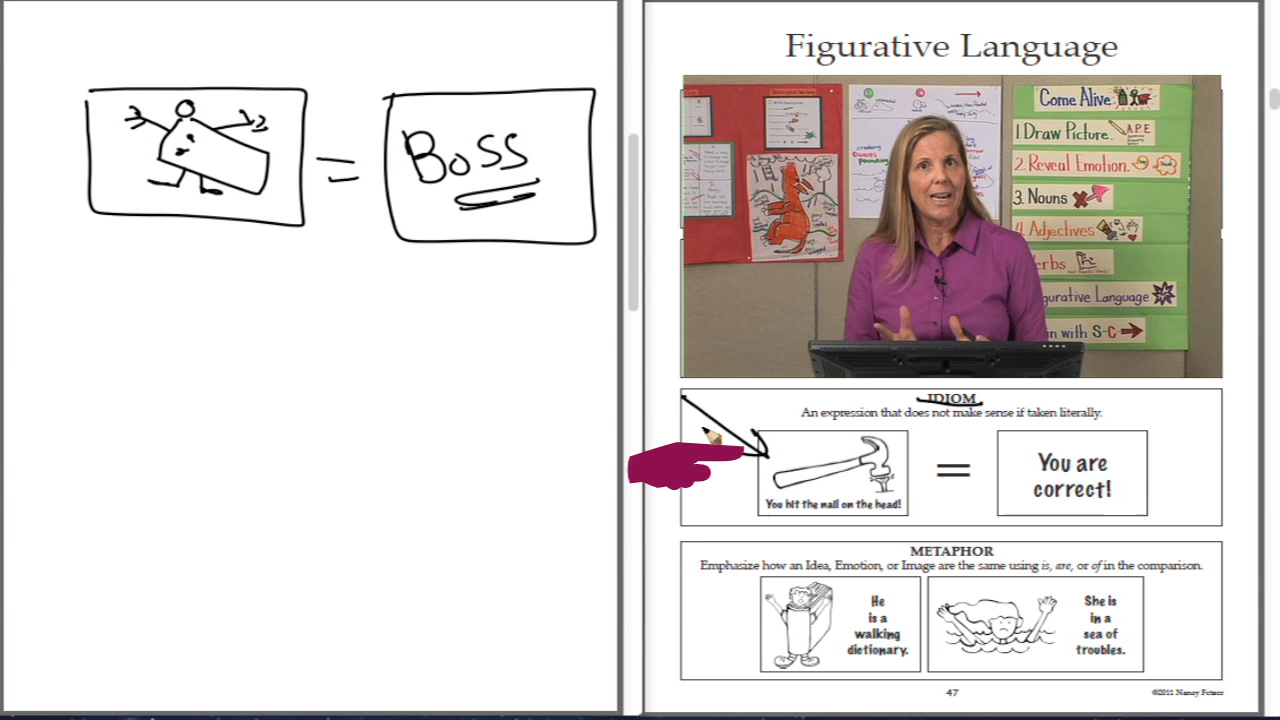 Boss
Figurative Language
Come Alive
1. Draw Picture. A.P.E.
2. Reveal Emotion.
3. Nouns
4. Adjectives
erbs
gurative Language
in with S-C
IDIOM
An expression that does not make sense if taken literally.
You hit the nail on the head!
=
You are
correct!
METAPHOR
Emphasize how an Idea, Emotion, or Image are the same using is, are, or of in the comparison.
He
is a
walking
dictionary.
She is
in a
sea of
troubles.
47
©2011 Nancy Fetzer